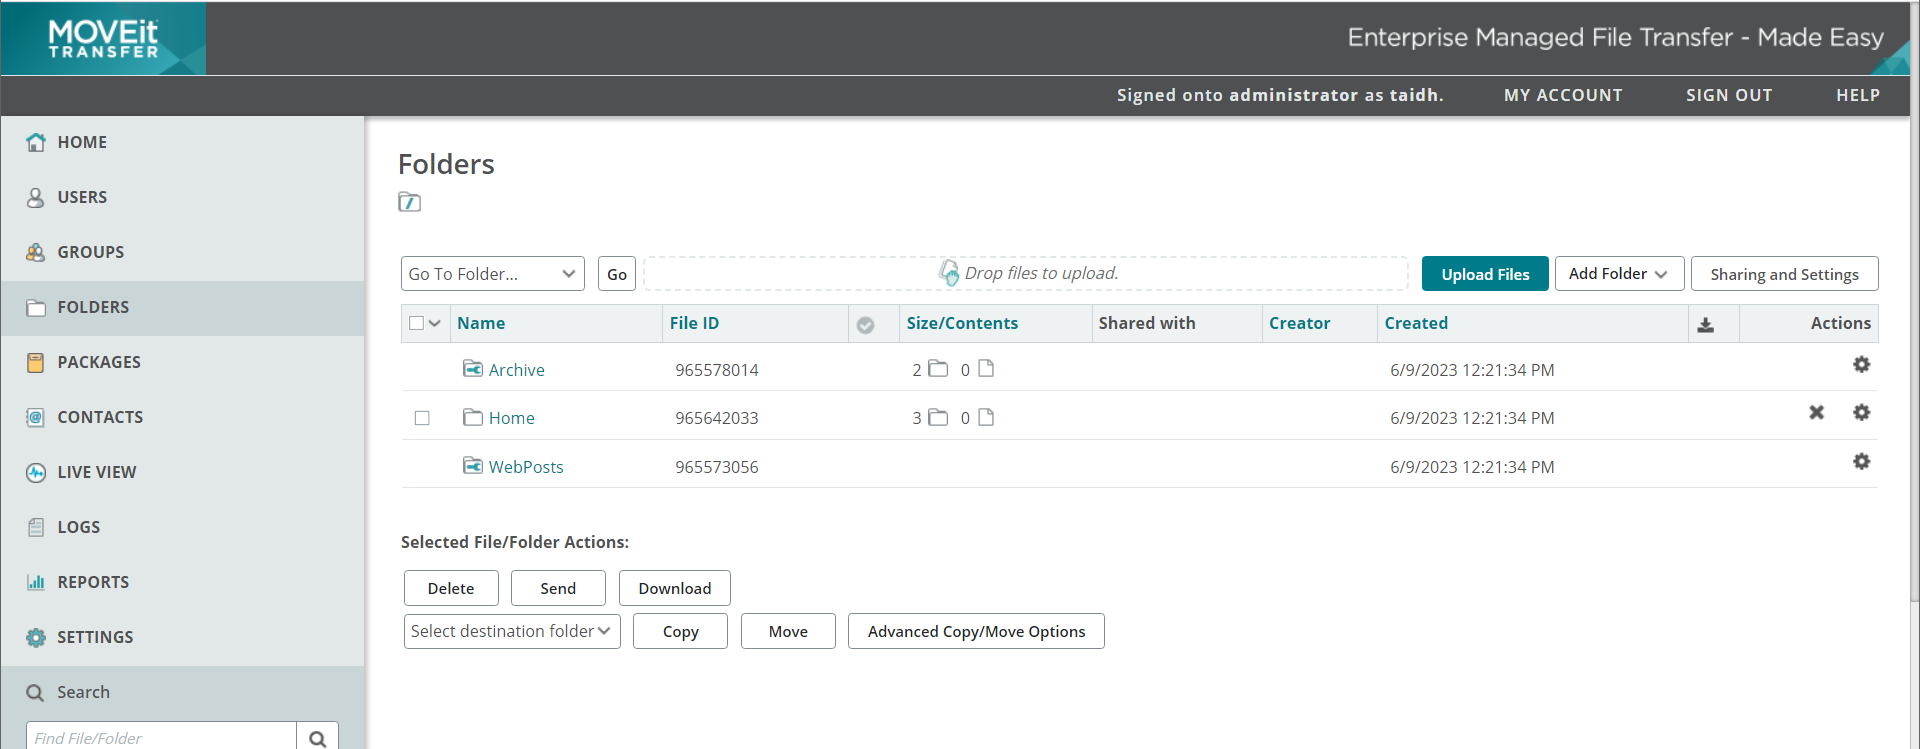 MOVEit
TRANSFER
Enterprise Managed File Transfer - Made Easy
Signed onto administrator as taidh.
MY ACCOUNT
SIGN OUT
HELP
HOME
USERS
GROUPS
FOLDERS
PACKAGES
CONTACTS
LIVE VIEW
LOGS
REPORTS
SETTINGS
Search
Find File/Folder
Folders
Go To Folder... Go Drop files to upload. Upload Files Add Folder Sharing and Settings
Name File ID Size/Contents Shared with Creator Created Actions
Archive 965578014 2 0 6/9/2023 12:21:34 PM
Home 965642033 3 0 6/9/2023 12:21:34 PM
WebPosts 965573056 6/9/2023 12:21:34 PM
Selected File/Folder Actions:
Delete Send Download
Select destination folder Copy Move Advanced Copy/Move Options